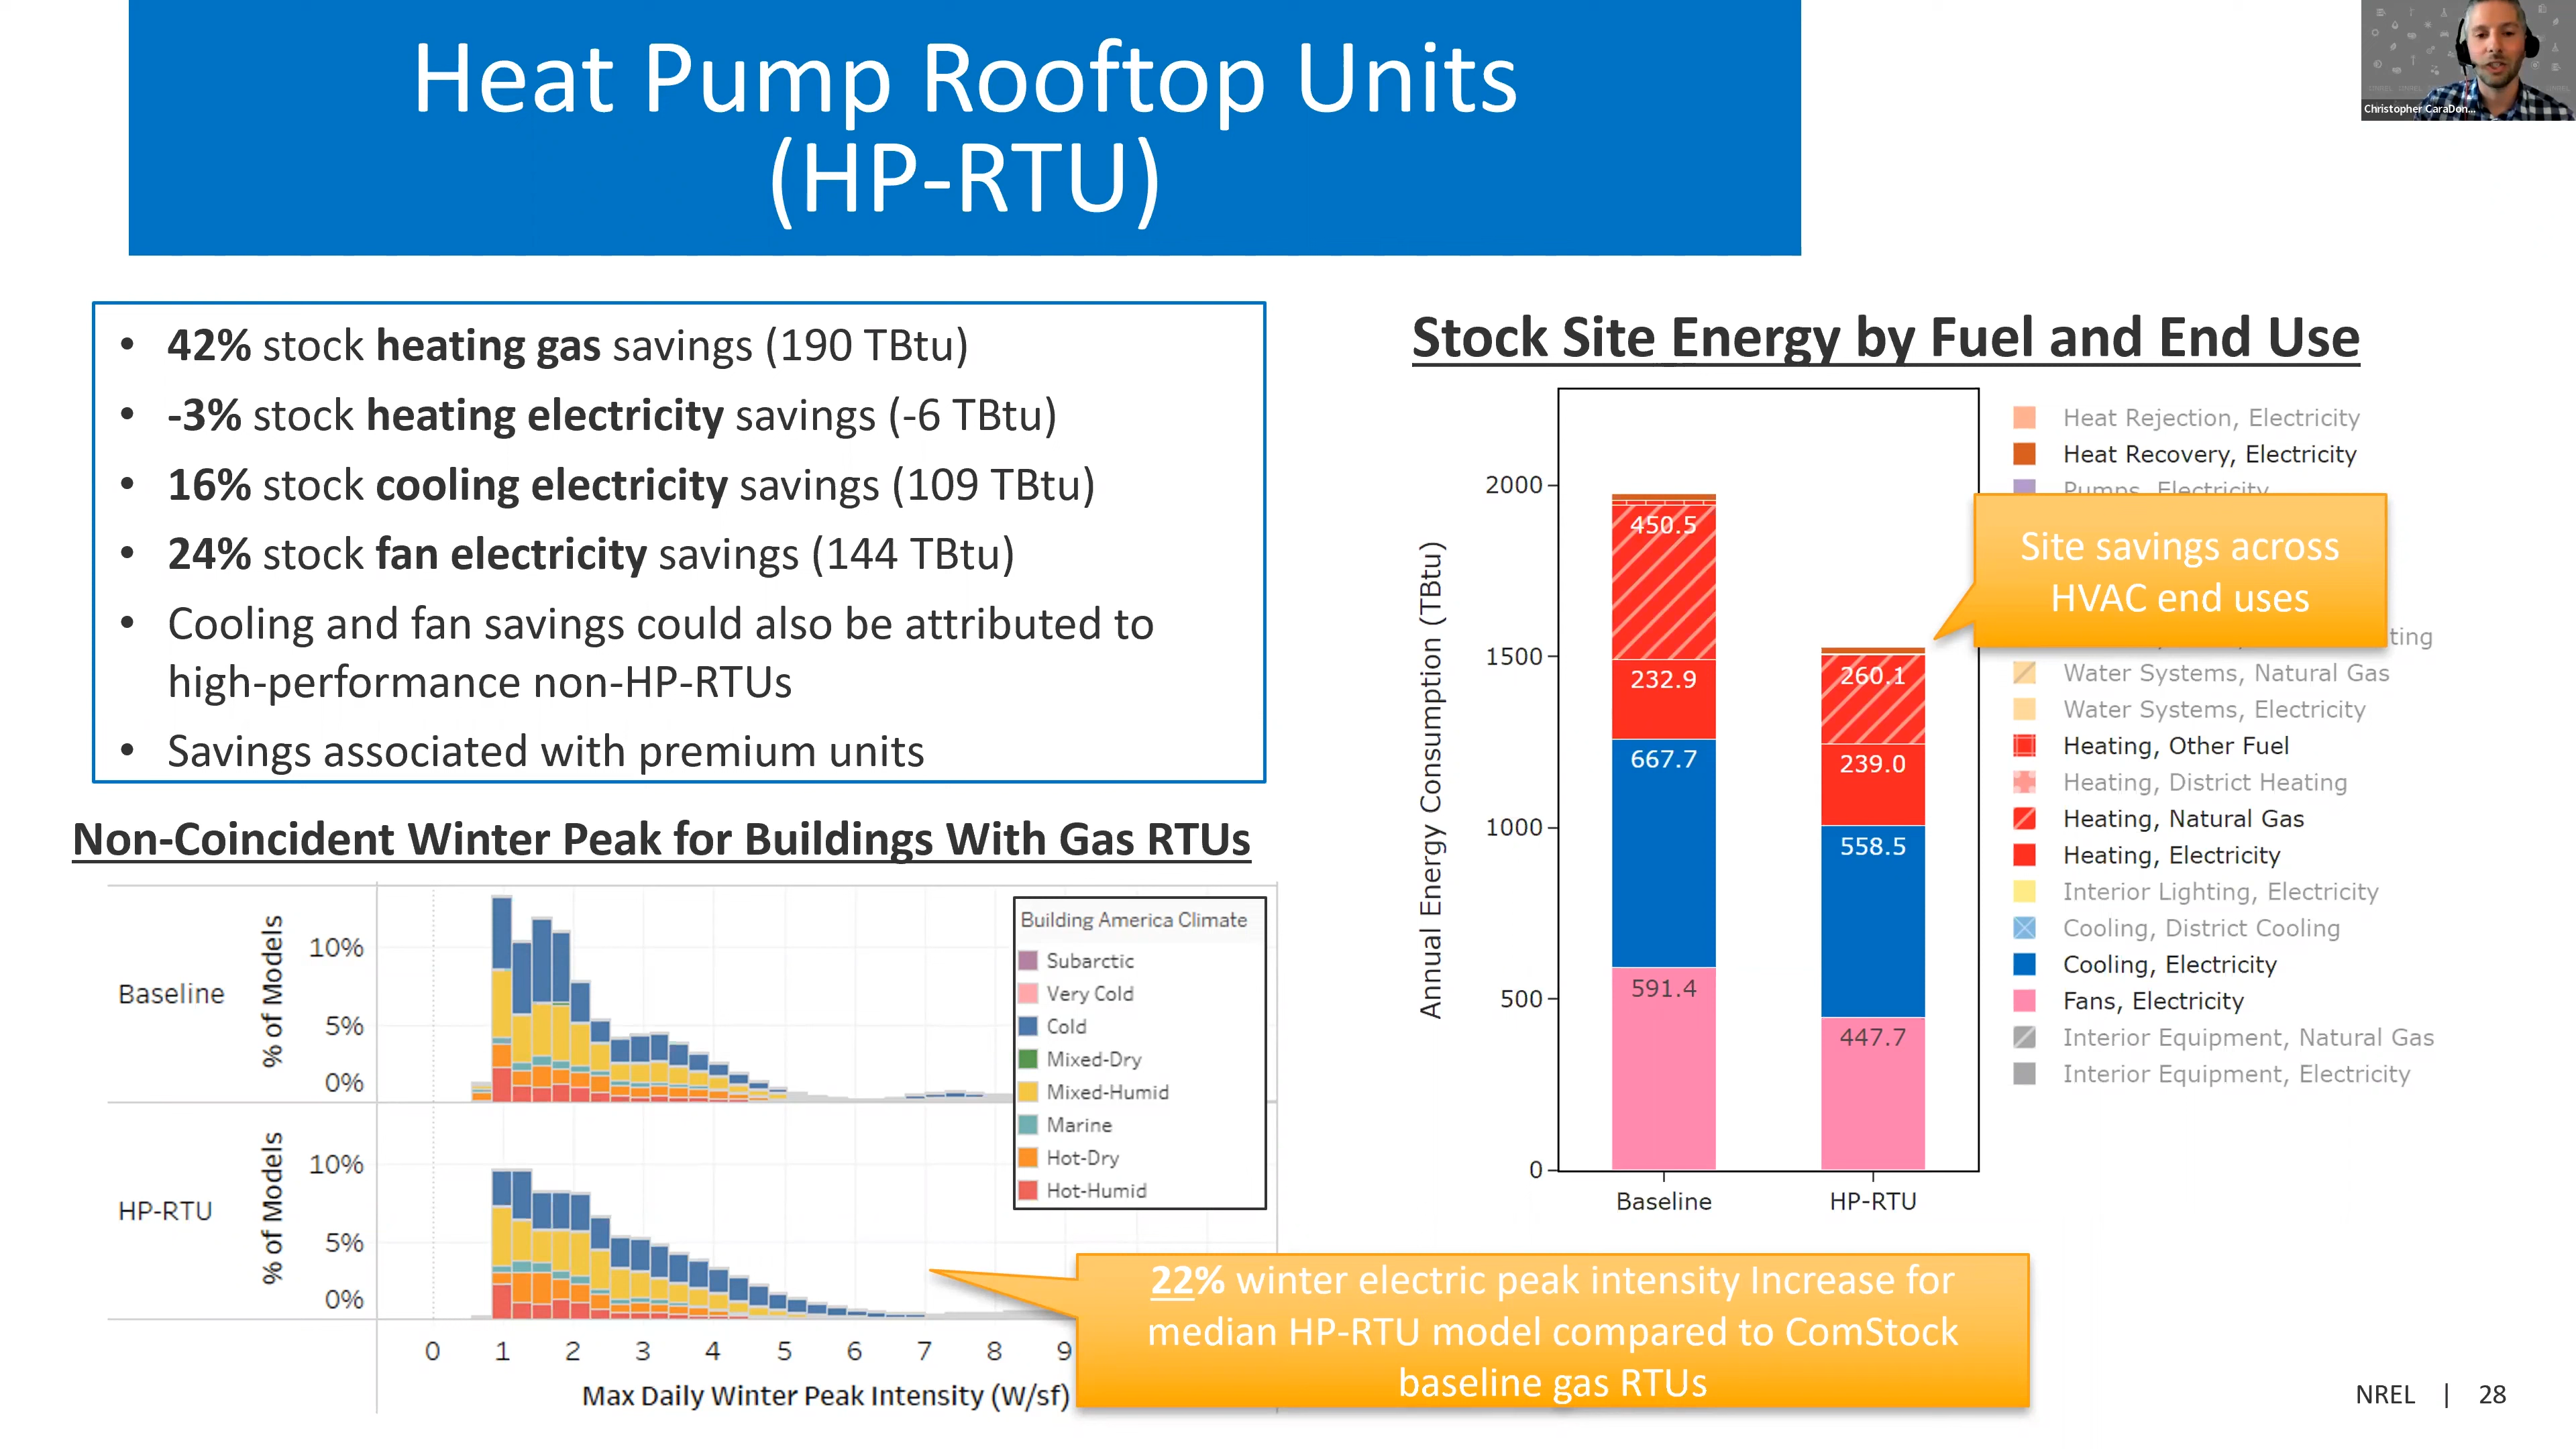 Heat Pump Rooftop Units
(HP-RTU)
Christopher CaraDon...
• 42% stock heating gas savings (190 TBtu)
• -3% stock heating electricity savings (-6 TBtu)
• 16% stock cooling electricity savings (109 TBtu)
• 24% stock fan electricity savings (144 TBtu)
• Cooling and fan savings could also be attributed to
high-performance non-HP-RTUs
• Savings associated with premium units
Non-Coincident Winter Peak for Buildings With Gas RTUs
Baseline
% of Models
10%
5%
0%
HP-RTU
% of Models
10%
5%
0%
0 1 2 3 4 5 6 7 8 9
Max Daily Winter Peak Intensity (W/sf)
Building America Climate
Subarctic
Very Cold
Cold
Mixed-Dry
Mixed-Humid
Marine
Hot-Dry
Hot-Humid
22% winter electric peak intensity Increase for
median HP-RTU model compared to ComStock
baseline gas RTUs
Stock Site Energy by Fuel and End Use
Annual Energy Consumption (TBtu)
2000
1500
1000
500
0
450.5
232.9
667.7
591.4
260.1
239.0
558.5
447.7
Baseline
HP-RTU
Heat Rejection, Electricity
Heat Recovery, Electricity
Pumps, Electricity
Site savings across
HVAC end uses
Water Systems, Natural Gas
Water Systems, Electricity
Heating, Other Fuel
Heating, District Heating
Heating, Natural Gas
Heating, Electricity
Interior Lighting, Electricity
Cooling, District Cooling
Cooling, Electricity
Fans, Electricity
Interior Equipment, Natural Gas
Interior Equipment, Electricity
NREL | 28